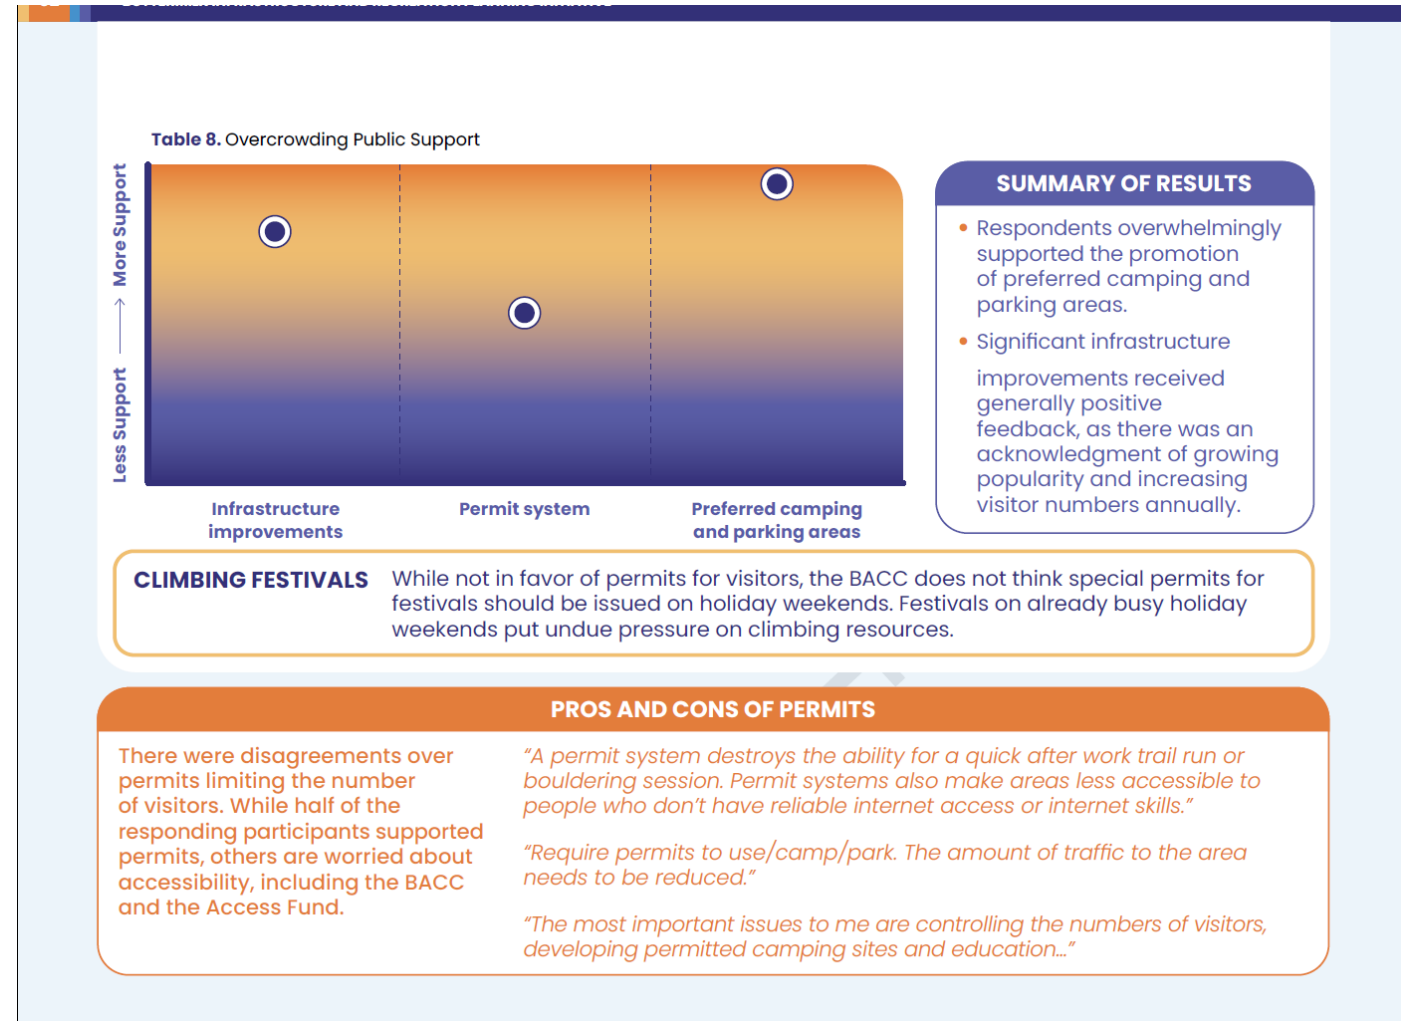 Table 8. Overcrowding Public Support
More Support
Less Support
Infrastructure
improvements
Permit system
Preferred camping
and parking areas
SUMMARY OF RESULTS
• Respondents overwhelmingly
supported the promotion
of preferred camping and
parking areas.
• Significant infrastructure
improvements received
generally positive
feedback, as there was an
acknowledgment of growing
popularity and increasing
visitor numbers annually.
CLIMBING FESTIVALS
While not in favor of permits for visitors, the BACC does not think special permits for
festivals should be issued on holiday weekends. Festivals on already busy holiday
weekends put undue pressure on climbing resources.
PROS AND CONS OF PERMITS
There were disagreements over
permits limiting the number
of visitors. While half of the
responding participants supported
permits, others are worried about
accessibility, including the BACC
and the Access Fund.
“A permit system destroys the ability for a quick after work trail run or
bouldering session. Permit systems also make areas less accessible to
people who don’t have reliable internet access or internet skills.”
“Require permits to use/camp/park. The amount of traffic to the area
needs to be reduced.”
“The most important issues to me are controlling the numbers of visitors,
developing permitted camping sites and education…”